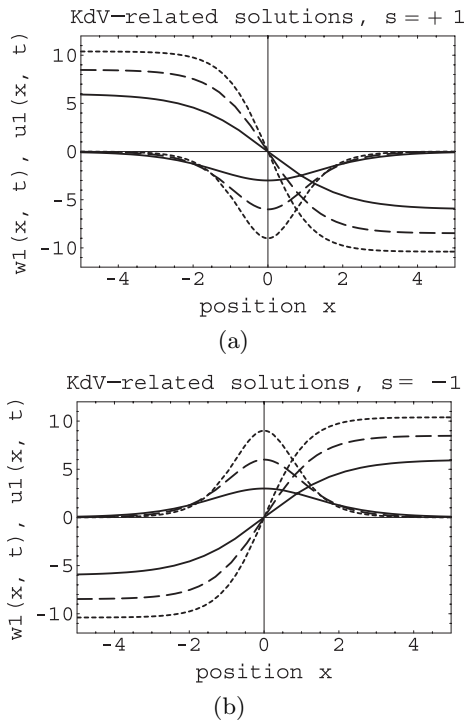 KdV−related solutions, s = + 1
w1(x, t), u1(x, t)
10
5
0
-5
-10
-4
-2
0
2
4
position x
(a)
KdV−related solutions, s = -1
w1(x, t), u1(x, t)
10
5
0
-5
-10
-4
-2
0
2
4
position x
(b)